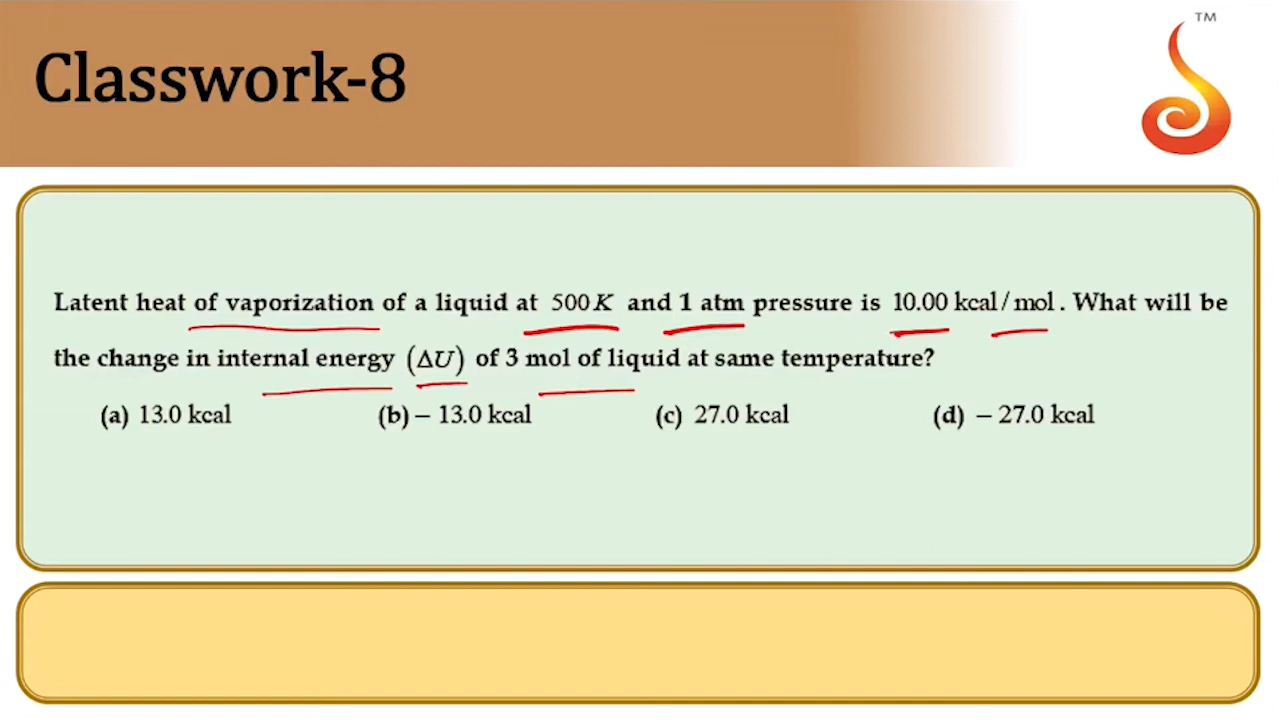 TM
Classwork-8
Latent heat of vaporization of a liquid at 500 K and 1 atm pressure is 10.00 kcal/mol. What will be
the change in internal energy (ΔU) of 3 mol of liquid at same temperature?
(a) 13.0 kcal (b) – 13.0 kcal (c) 27.0 kcal (d) – 27.0 kcal